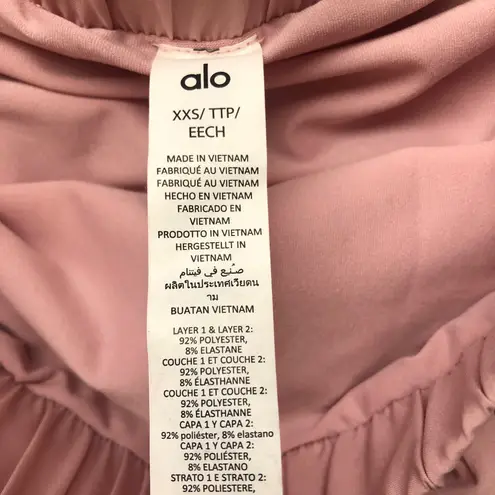 alo
XXS/ TTP/
EECH
MADE IN VIETNAM
FABRIQUÉ AU VIETNAM
FABRIQUÉ AU VIETNAM
HECHO EN VIETNAM
FABRICADO EN
VIETNAM
PRODOTTO IN VIETNAM
HERGESTELLT IN
VIETNAM
صُنِع في فيتنام
ผลิตในประเทศเวียดน
าม
BUATAN VIETNAM
LAYER 1 & LAYER 2:
92% POLYESTER,
8% ELASTANE
COUCHE 1 ET COUCHE 2:
92% POLYESTER,
8% ÉLASTHANNE
COUCHE 1 ET COUCHE 2:
92% POLYESTER,
8% ÉLASTHANNE
CAPA 1 Y CAPA 2:
92% poliéster, 8% elastano
CAPA 1 Y CAPA 2:
92% POLIÉSTER,
8% ELASTANO
STRATO 1 E STRATO 2:
92% POLIESTERE,